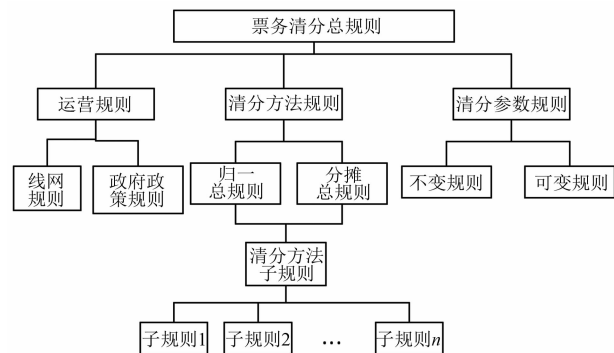 票务清分总规则
运营规则
清分方法规则
清分参数规则
线网
规则
政府政
策规则
归一
总规则
分摊
总规则
不变规则
可变规则
清分方法
子规则
子规则1
子规则2
…
子规则n